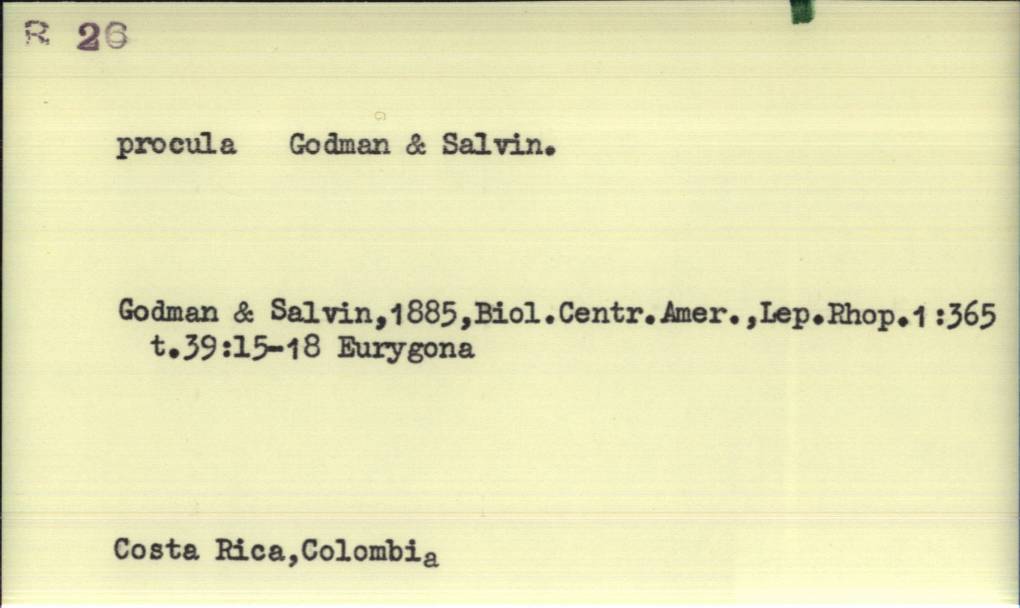 R 26
procula Godman & Salvin.
Godman & Salvin,1885,Biol.Centr.Amer.,Lep.Rhop.1:365
t.39:15-18 Eurygona
Costa Rica,Colombia